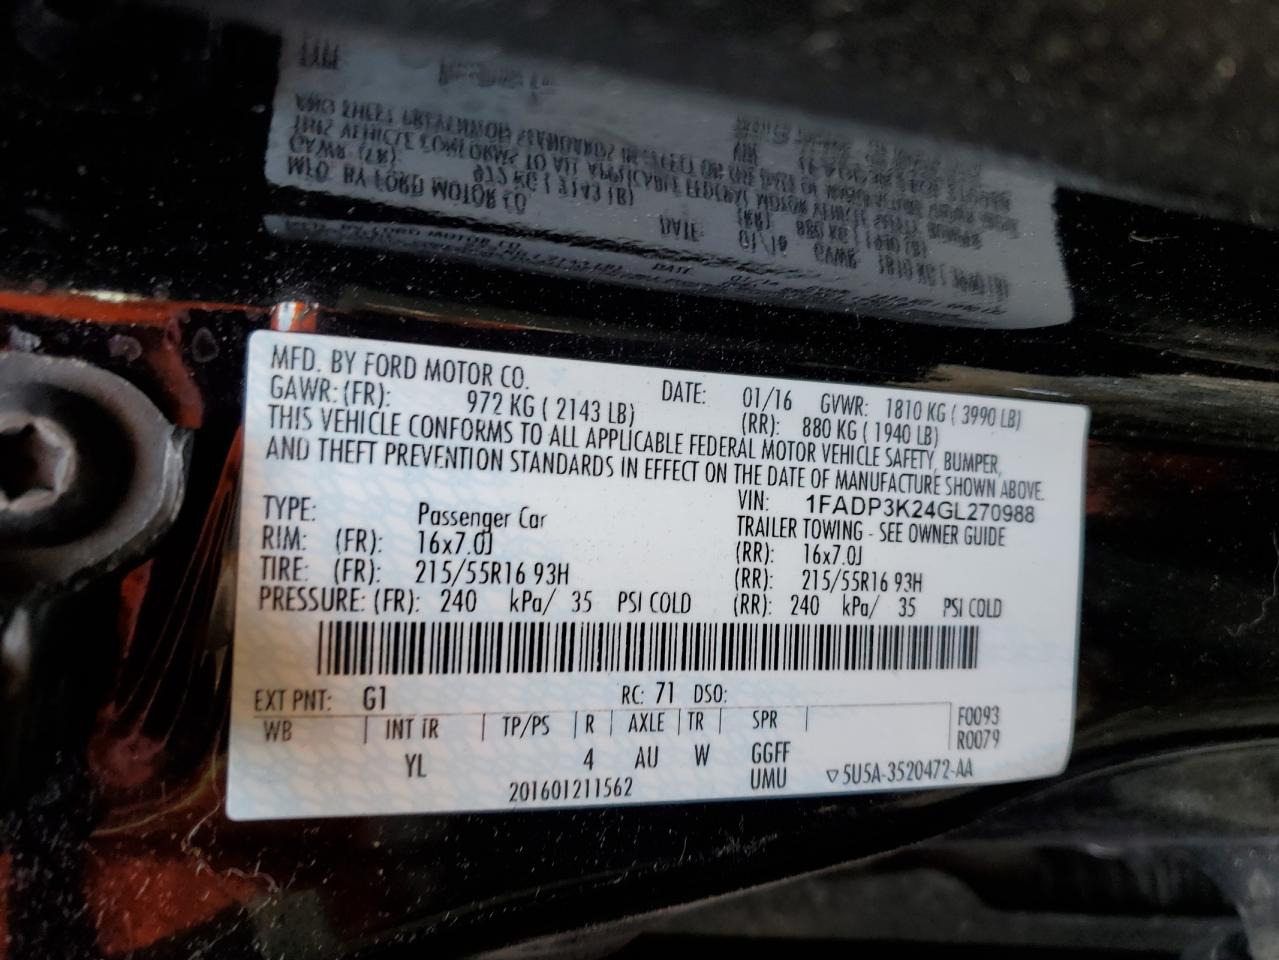 MFD. BY FORD MOTOR CO. DATE: 01/16 GVWR: 1810 KG ( 3990 LB)
GAWR: (FR): 972 KG ( 2143 LB) (RR): 880 KG ( 1940 LB)
THIS VEHICLE CONFORMS TO ALL APPLICABLE FEDERAL MOTOR VEHICLE SAFETY, BUMPER,
AND THEFT PREVENTION STANDARDS IN EFFECT ON THE DATE OF MANUFACTURE SHOWN ABOVE.
VIN: 1FADP3K24GL270988
TYPE: Passenger Car TRAILER TOWING - SEE OWNER GUIDE
RIM: (FR): 16x7.0J (RR): 16x7.0J
TIRE: (FR): 215/55R16 93H (RR): 215/55R16 93H
PRESSURE: (FR): 240 kPa/ 35 PSI COLD (RR): 240 kPa/ 35 PSI COLD
EXT PNT: G1 RC: 71 DSO:
WB INT TR TP/PS R AXLE TR SPR F0093
R0079
YL 4 AU W GGFF
UMU
201601211562 ▽5U5A-3520472-AA